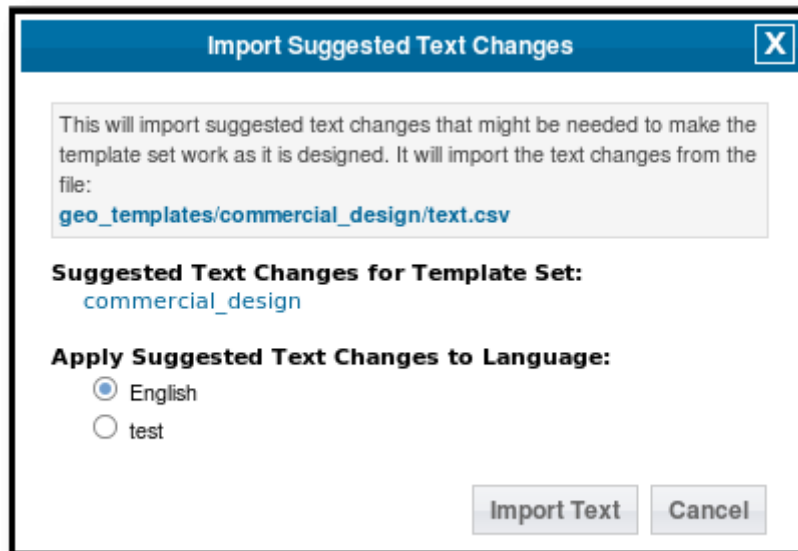 Import Suggested Text Changes
X
This will import suggested text changes that might be needed to make the
template set work as it is designed. It will import the text changes from the
file:
geo_templates/commercial_design/text.csv
Suggested Text Changes for Template Set:
commercial_design
Apply Suggested Text Changes to Language:
English
test
Import Text Cancel